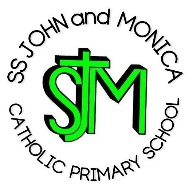 SS. JOHN and MONICA
SJM
CATHOLIC PRIMARY SCHOOL